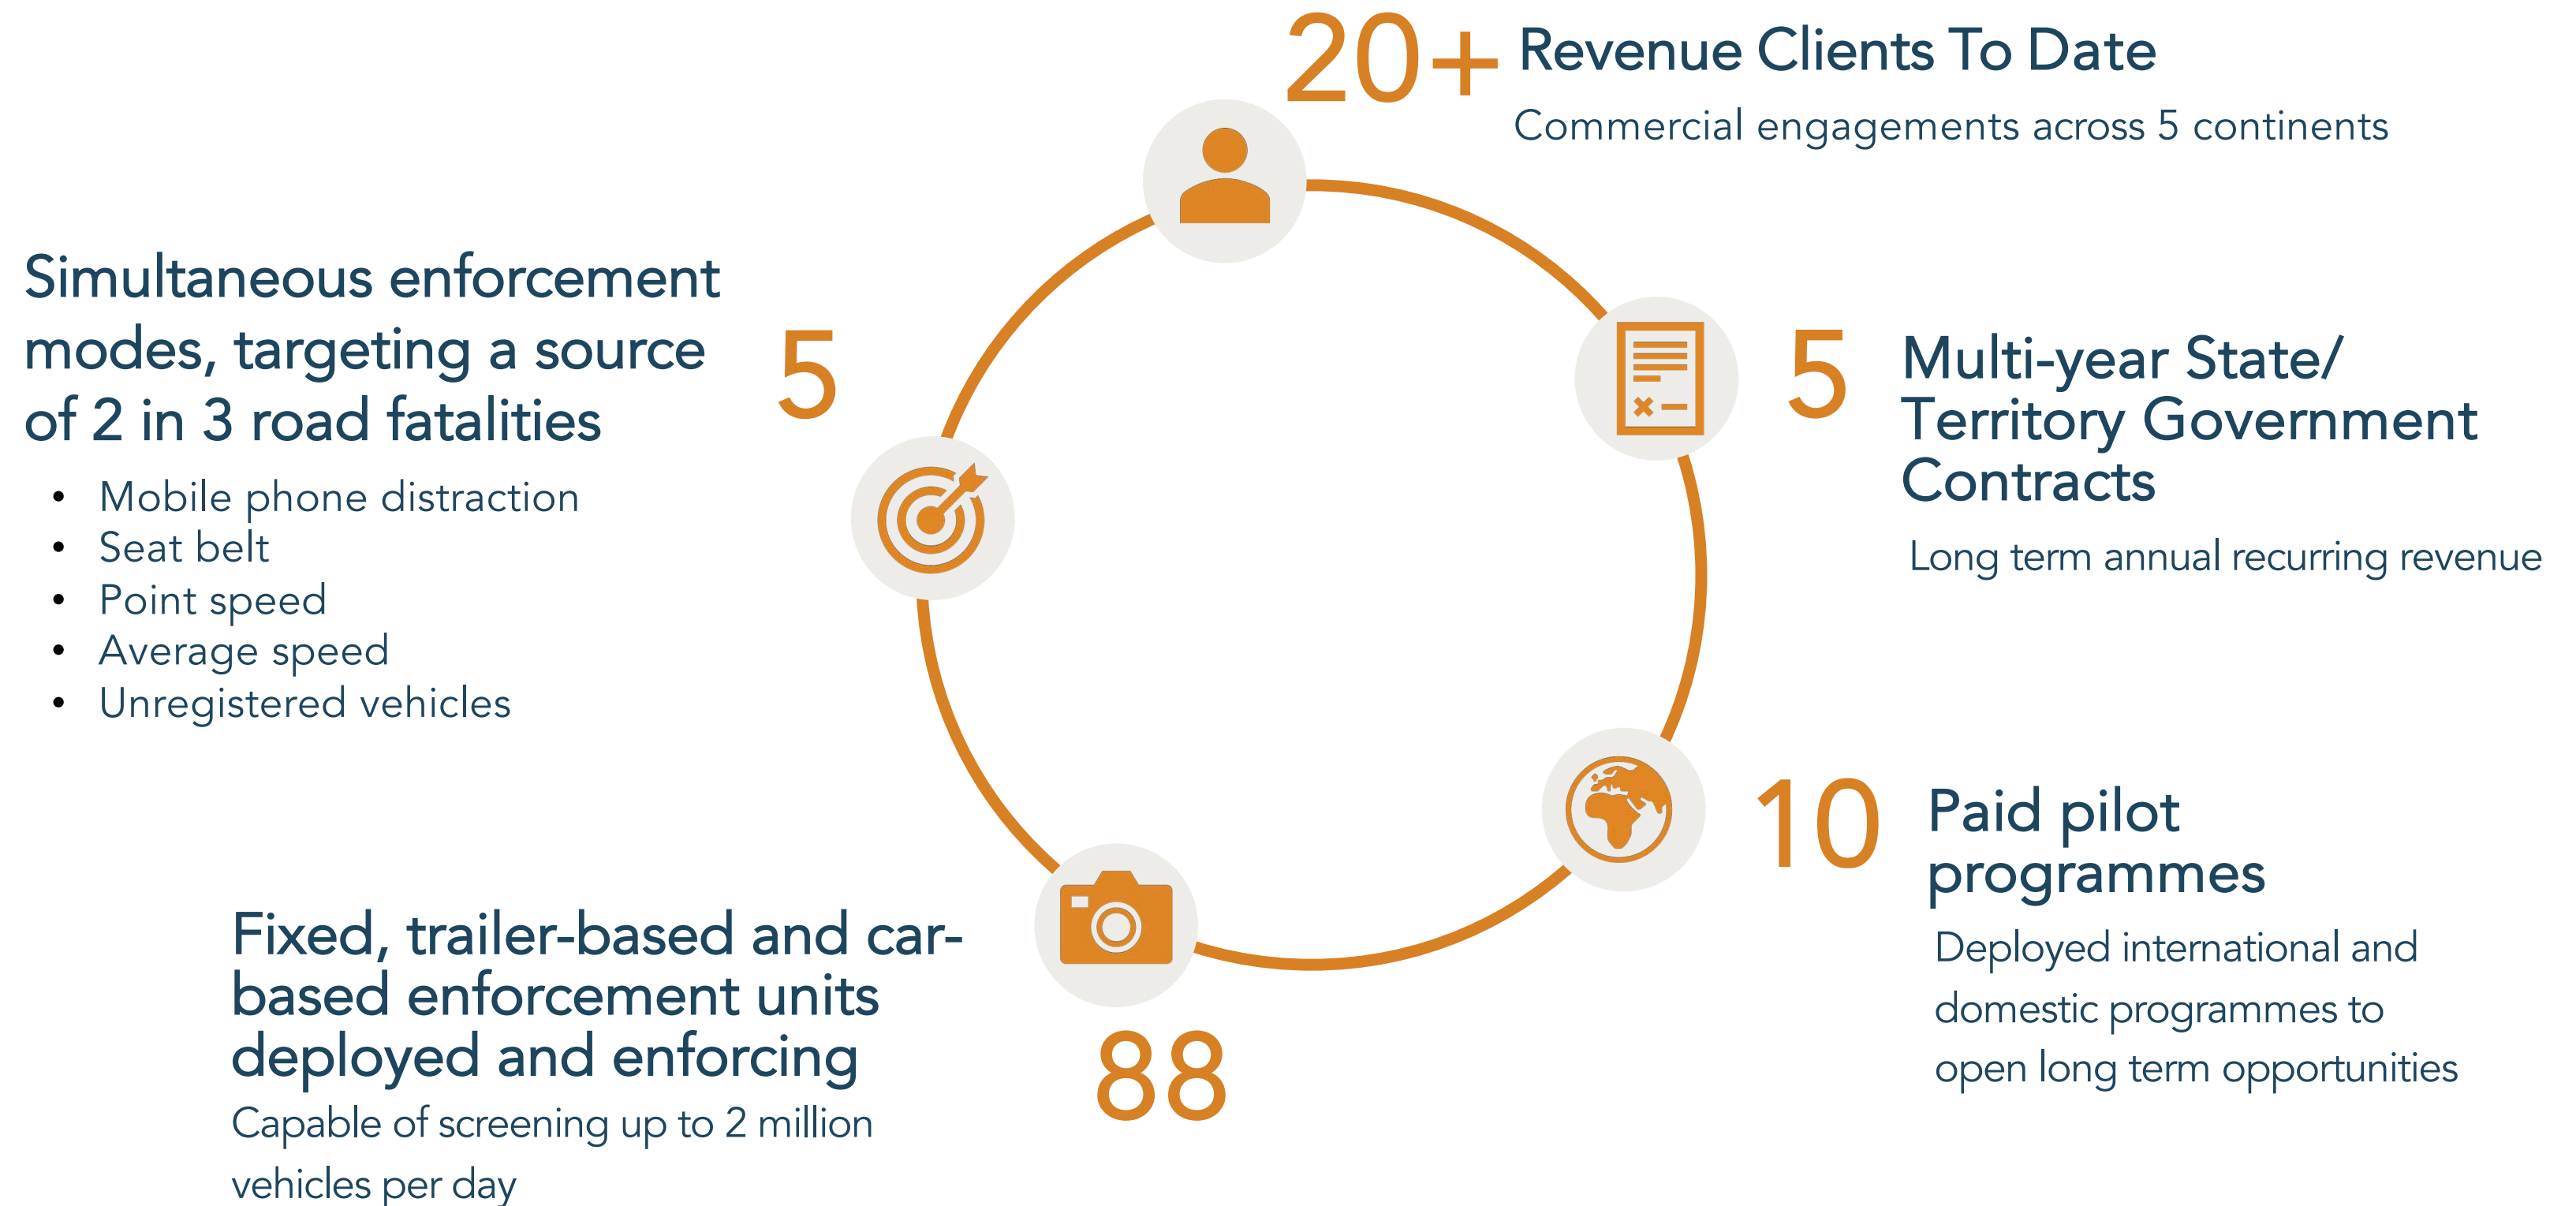 20+ Revenue Clients To Date
Commercial engagements across 5 continents
5
Multi-year State/
Territory Government
Contracts
Long term annual recurring revenue
10
Paid pilot
programmes
Deployed international and
domestic programmes to
open long term opportunities
88
Fixed, trailer-based and car-
based enforcement units
deployed and enforcing
Capable of screening up to 2 million
vehicles per day
5
Simultaneous enforcement
modes, targeting a source
of 2 in 3 road fatalities
• Mobile phone distraction
• Seat belt
• Point speed
• Average speed
• Unregistered vehicles